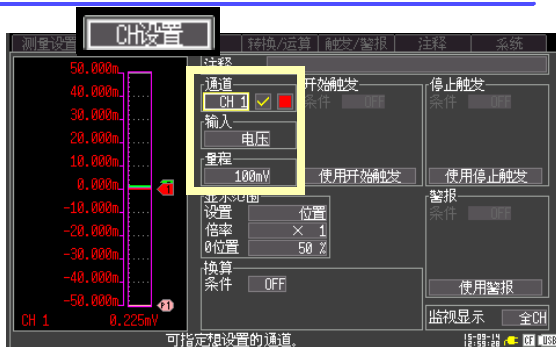 测量设置 CH设置 转换/运算 触发/警报 注释 系统
注释
通道
CH 1
输入
电压
量程
100mV
开始触发
条件 OFF
使用开始触发
停止触发
条件 OFF
使用停止触发
显示范围
设置 位置
倍率 × 1
0位置 50 %
换算
条件 OFF
警报
条件 OFF
使用警报
监视显示 全CH
50.000m
40.000m
30.000m
20.000m
10.000m
0.000m
-10.000m
-20.000m
-30.000m
-40.000m
-50.000m
CH 1 0.225mV
可指定想设置的通道。
CF USB